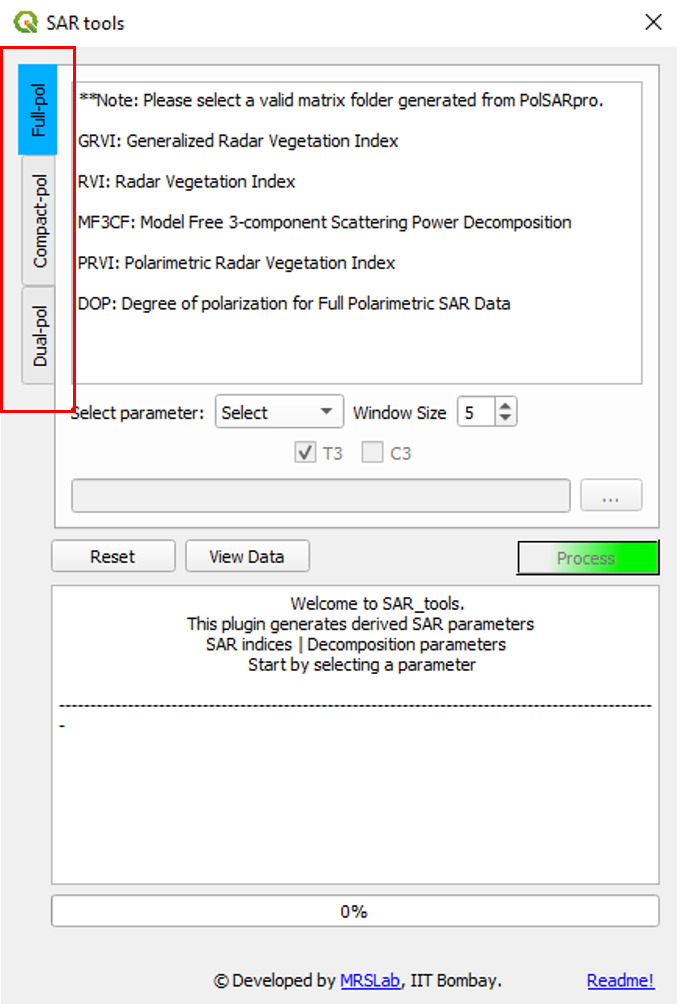 SAR tools
Full-pol
Compact-pol
Dual-pol
**Note: Please select a valid matrix folder generated from PolSARpro.
GRVI: Generalized Radar Vegetation Index
RVI: Radar Vegetation Index
MF3CF: Model Free 3-component Scattering Power Decomposition
PRVI: Polarimetric Radar Vegetation Index
DOP: Degree of polarization for Full Polarimetric SAR Data
Select parameter: Select Window Size 5
T3 C3
...
Reset View Data Process
Welcome to SAR_tools.
This plugin generates derived SAR parameters
SAR indices | Decomposition parameters
Start by selecting a parameter
---------------------------------------------------------------------------------------------
-
0%
© Developed by MRSLab, IIT Bombay. Readme!